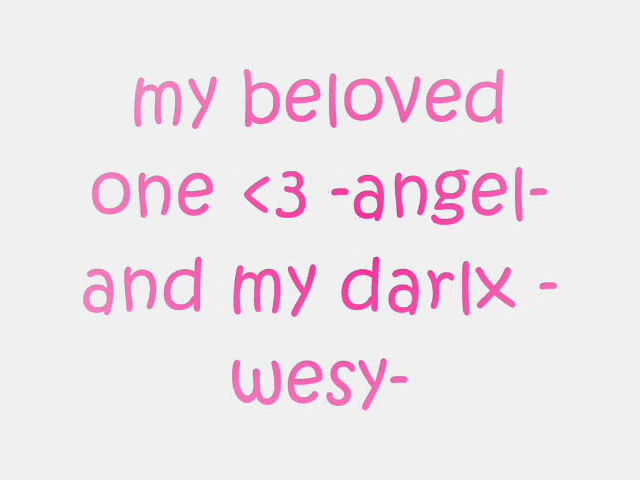 my beloved
one <3 -angel-
and my darlx -
wesy-